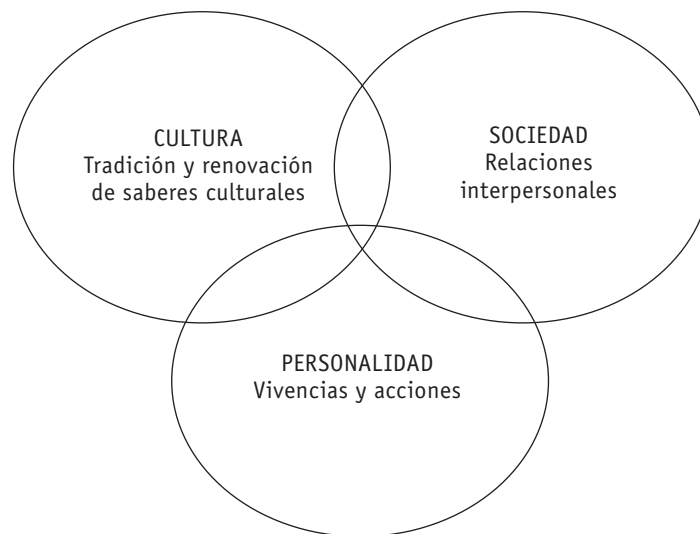 CULTURA
Tradición y renovación
de saberes culturales
SOCIEDAD
Relaciones
interpersonales
PERSONALIDAD
Vivencias y acciones